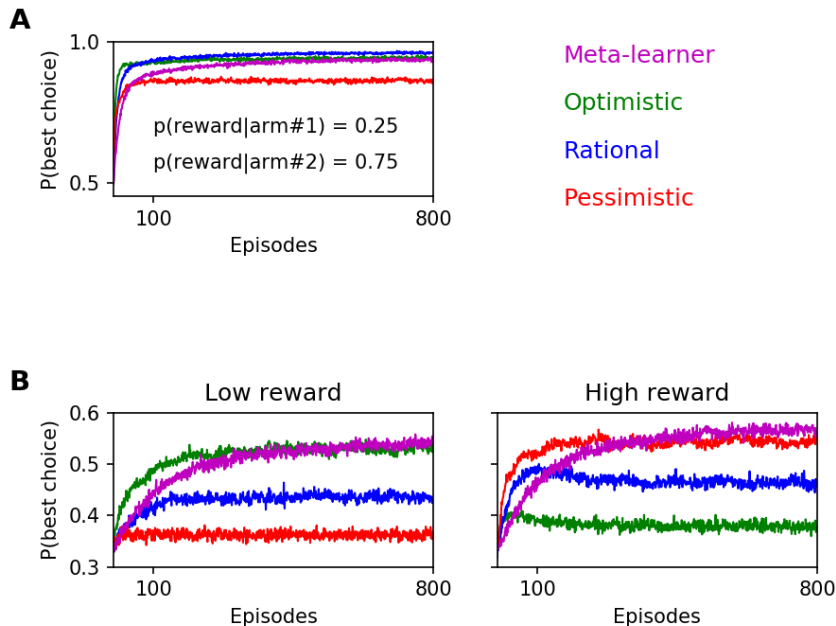 A
1.0
0.5
P(best choice)
p(reward|arm#1) = 0.25
p(reward|arm#2) = 0.75
100
800
Episodes
Meta-learner
Optimistic
Rational
Pessimistic
B
Low reward
0.6
0.5
0.4
0.3
P(best choice)
100
800
Episodes
High reward
100
800
Episodes